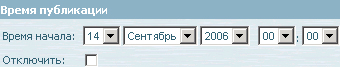 Время публикации
Время начала: 14 Сентябрь 2006 00 : 00
Отключить: